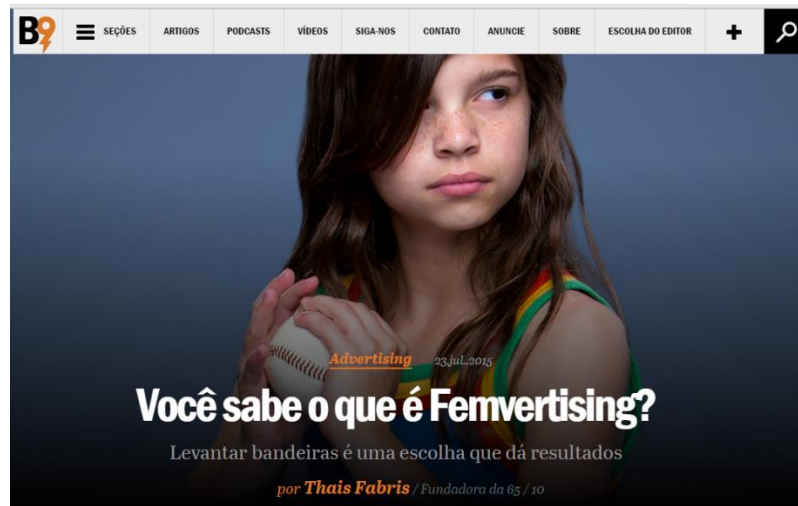 B9 SEÇÕES ARTIGOS PODCASTS VÍDEOS SIGA-NOS CONTATO ANUNCIE SOBRE ESCOLHA DO EDITOR +
Advertising 23.jul..2015
Você sabe o que é Femvertising?
Levantar bandeiras é uma escolha que dá resultados
por Thais Fabris / Fundadora da 65 / 10